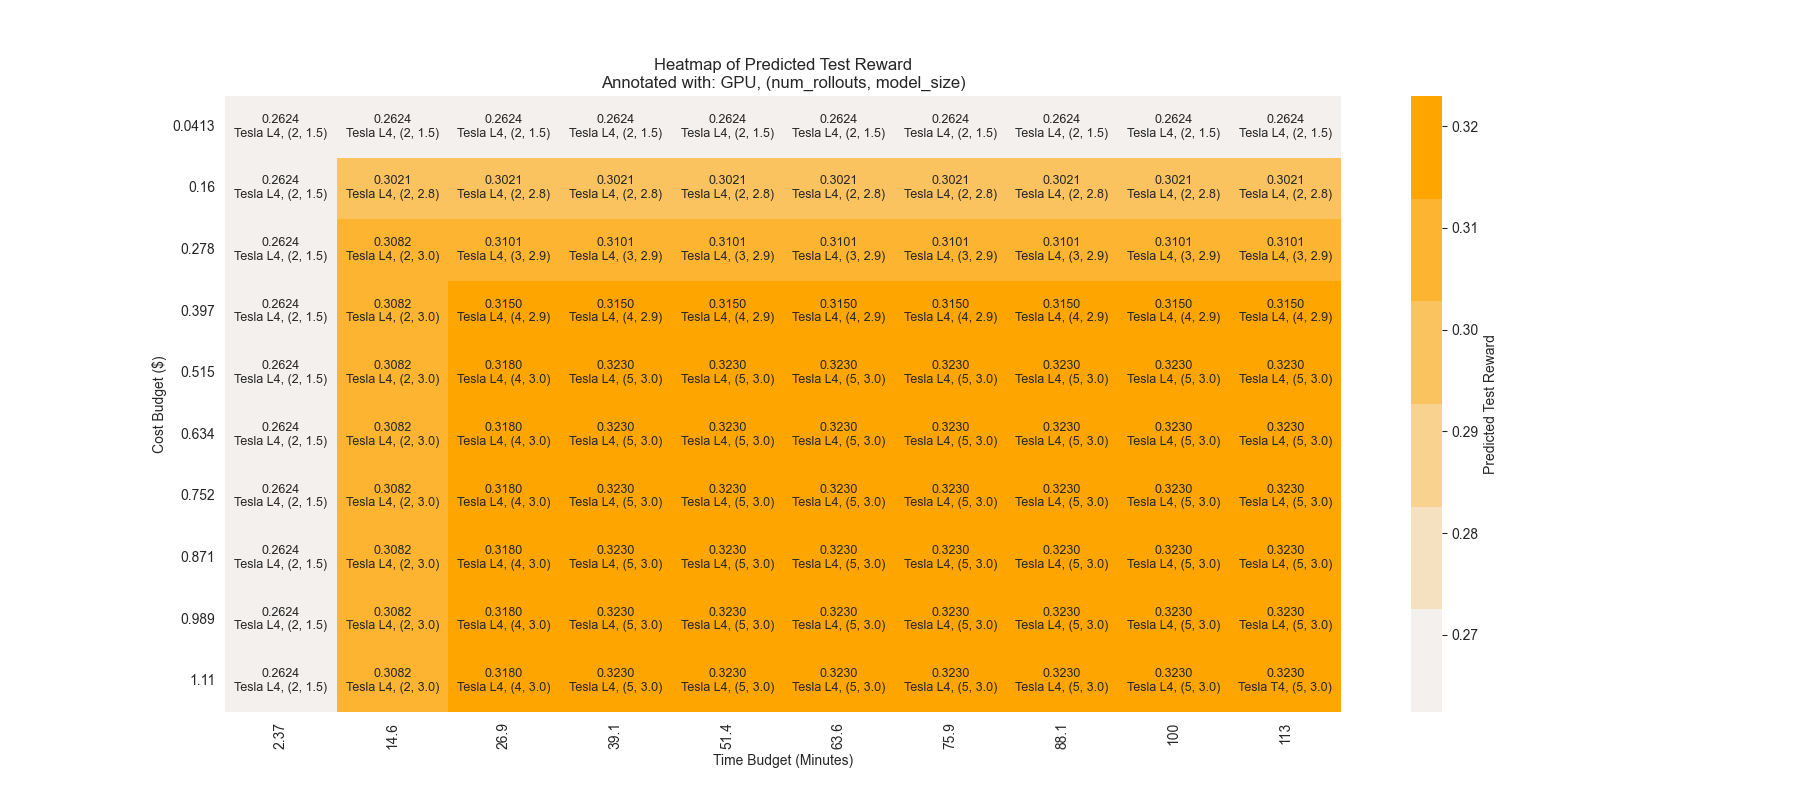 Heatmap of Predicted Test Reward
Annotated with: GPU, (num_rollouts, model_size)
0.0413
0.2624 0.2624 0.2624 0.2624 0.2624 0.2624 0.2624 0.2624 0.2624 0.2624
Tesla L4, (2, 1.5) Tesla L4, (2, 1.5) Tesla L4, (2, 1.5) Tesla L4, (2, 1.5) Tesla L4, (2, 1.5) Tesla L4, (2, 1.5) Tesla L4, (2, 1.5) Tesla L4, (2, 1.5) Tesla L4, (2, 1.5) Tesla L4, (2, 1.5)
0.16
0.2624 0.3021 0.3021 0.3021 0.3021 0.3021 0.3021 0.3021 0.3021 0.3021
Tesla L4, (2, 1.5) Tesla L4, (2, 2.8) Tesla L4, (2, 2.8) Tesla L4, (2, 2.8) Tesla L4, (2, 2.8) Tesla L4, (2, 2.8) Tesla L4, (2, 2.8) Tesla L4, (2, 2.8) Tesla L4, (2, 2.8) Tesla L4, (2, 2.8)
0.278
0.2624 0.3082 0.3101 0.3101 0.3101 0.3101 0.3101 0.3101 0.3101 0.3101
Tesla L4, (2, 1.5) Tesla L4, (2, 3.0) Tesla L4, (3, 2.9) Tesla L4, (3, 2.9) Tesla L4, (3, 2.9) Tesla L4, (3, 2.9) Tesla L4, (3, 2.9) Tesla L4, (3, 2.9) Tesla L4, (3, 2.9) Tesla L4, (3, 2.9)
0.397
0.2624 0.3082 0.3150 0.3150 0.3150 0.3150 0.3150 0.3150 0.3150 0.3150
Tesla L4, (2, 1.5) Tesla L4, (2, 3.0) Tesla L4, (4, 2.9) Tesla L4, (4, 2.9) Tesla L4, (4, 2.9) Tesla L4, (4, 2.9) Tesla L4, (4, 2.9) Tesla L4, (4, 2.9) Tesla L4, (4, 2.9) Tesla L4, (4, 2.9)
0.515
0.2624 0.3082 0.3180 0.3230 0.3230 0.3230 0.3230 0.3230 0.3230 0.3230
Tesla L4, (2, 1.5) Tesla L4, (2, 3.0) Tesla L4, (4, 3.0) Tesla L4, (5, 3.0) Tesla L4, (5, 3.0) Tesla L4, (5, 3.0) Tesla L4, (5, 3.0) Tesla L4, (5, 3.0) Tesla L4, (5, 3.0) Tesla L4, (5, 3.0)
0.634
0.2624 0.3082 0.3180 0.3230 0.3230 0.3230 0.3230 0.3230 0.3230 0.3230
Tesla L4, (2, 1.5) Tesla L4, (2, 3.0) Tesla L4, (4, 3.0) Tesla L4, (5, 3.0) Tesla L4, (5, 3.0) Tesla L4, (5, 3.0) Tesla L4, (5, 3.0) Tesla L4, (5, 3.0) Tesla L4, (5, 3.0) Tesla L4, (5, 3.0)
0.752
0.2624 0.3082 0.3180 0.3230 0.3230 0.3230 0.3230 0.3230 0.3230 0.3230
Tesla L4, (2, 1.5) Tesla L4, (2, 3.0) Tesla L4, (4, 3.0) Tesla L4, (5, 3.0) Tesla L4, (5, 3.0) Tesla L4, (5, 3.0) Tesla L4, (5, 3.0) Tesla L4, (5, 3.0) Tesla L4, (5, 3.0) Tesla L4, (5, 3.0)
0.871
0.2624 0.3082 0.3180 0.3230 0.3230 0.3230 0.3230 0.3230 0.3230 0.3230
Tesla L4, (2, 1.5) Tesla L4, (2, 3.0) Tesla L4, (4, 3.0) Tesla L4, (5, 3.0) Tesla L4, (5, 3.0) Tesla L4, (5, 3.0) Tesla L4, (5, 3.0) Tesla L4, (5, 3.0) Tesla L4, (5, 3.0) Tesla L4, (5, 3.0)
0.989
0.2624 0.3082 0.3180 0.3230 0.3230 0.3230 0.3230 0.3230 0.3230 0.3230
Tesla L4, (2, 1.5) Tesla L4, (2, 3.0) Tesla L4, (4, 3.0) Tesla L4, (5, 3.0) Tesla L4, (5, 3.0) Tesla L4, (5, 3.0) Tesla L4, (5, 3.0) Tesla L4, (5, 3.0) Tesla L4, (5, 3.0) Tesla L4, (5, 3.0)
1.11
0.2624 0.3082 0.3180 0.3230 0.3230 0.3230 0.3230 0.3230 0.3230 0.3230
Tesla L4, (2, 1.5) Tesla L4, (2, 3.0) Tesla L4, (4, 3.0) Tesla L4, (5, 3.0) Tesla L4, (5, 3.0) Tesla L4, (5, 3.0) Tesla L4, (5, 3.0) Tesla L4, (5, 3.0) Tesla L4, (5, 3.0) Tesla T4, (5, 3.0)
Cost Budget ($)
2.37 14.6 26.9 39.1 51.4 63.6 75.9 88.1 100 113
Time Budget (Minutes)
0.32
0.31
0.30
0.29
0.28
0.27
Predicted Test Reward